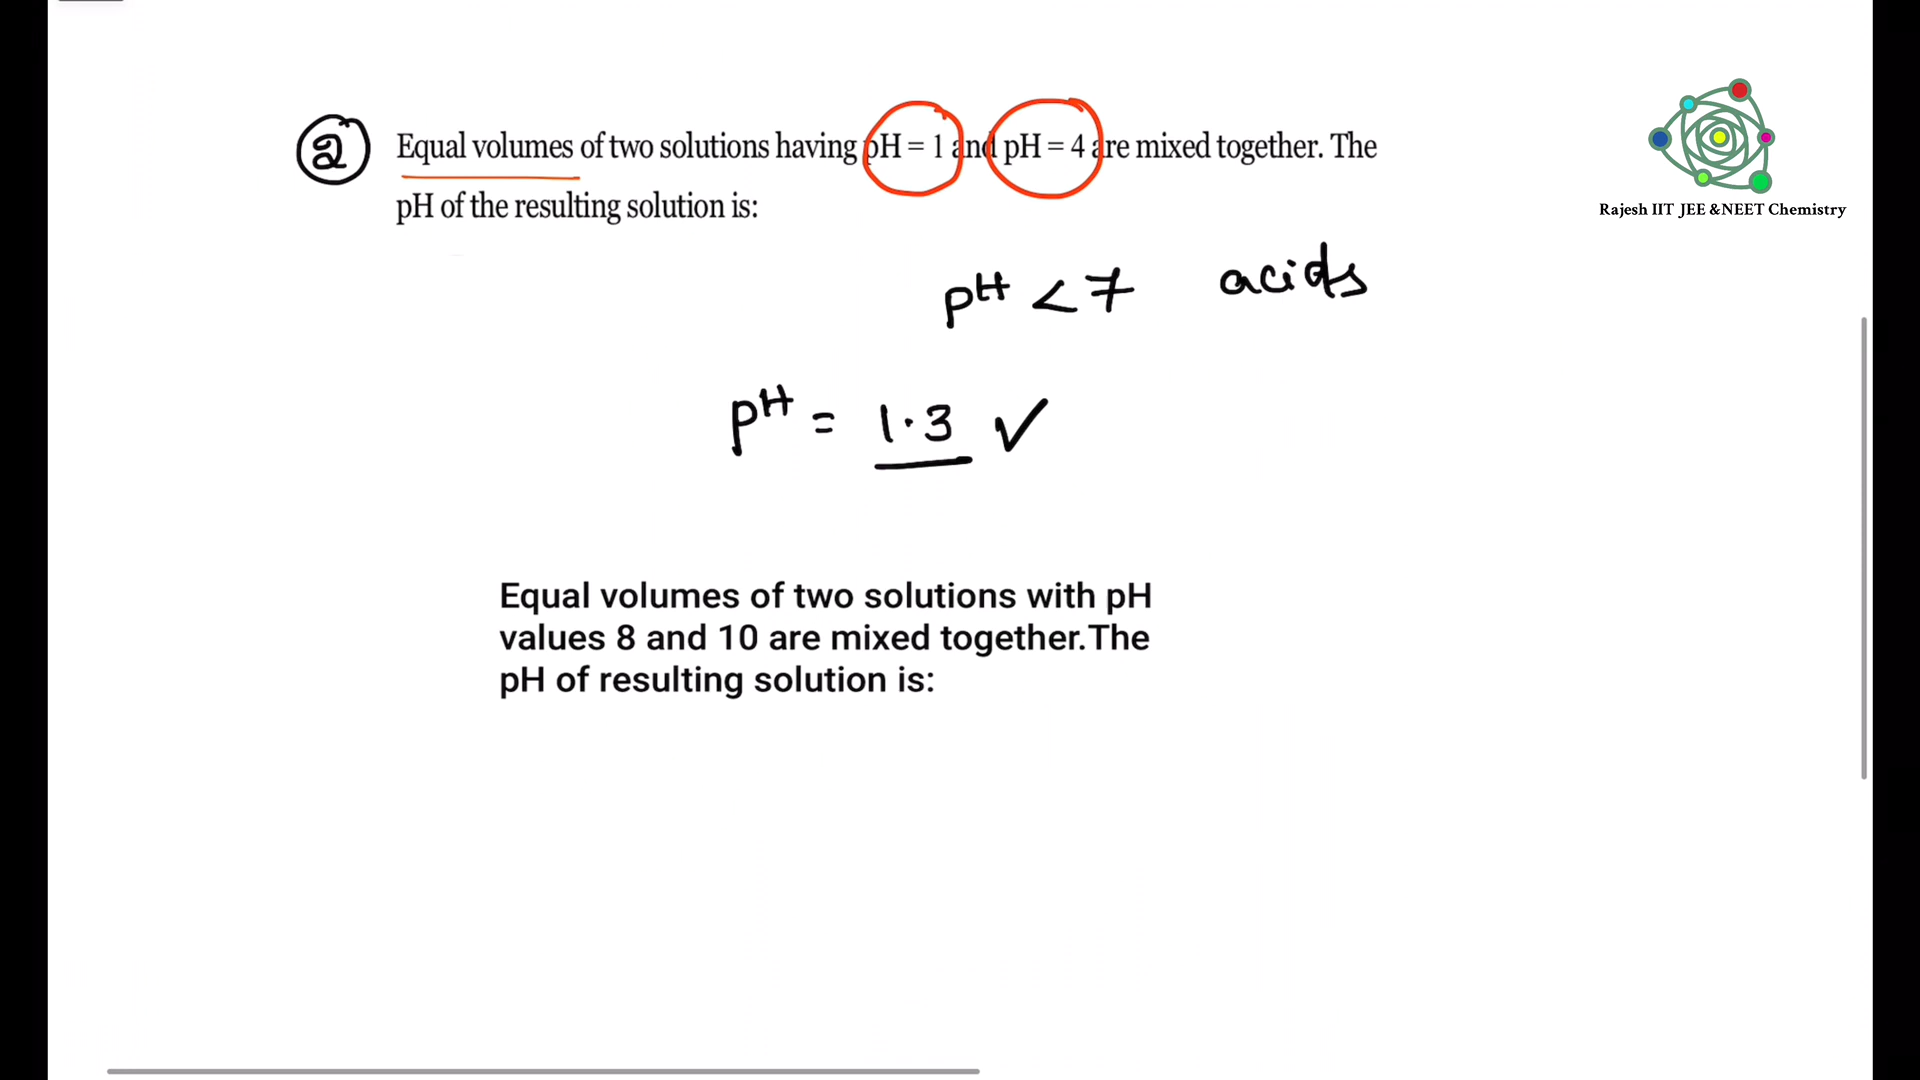 ② Equal volumes of two solutions having pH = 1 and pH = 4 are mixed together. The
pH of the resulting solution is:
Rajesh IIT JEE &NEET Chemistry
pH < 7 acids
pH = 1.3 ✓
Equal volumes of two solutions with pH
values 8 and 10 are mixed together.The
pH of resulting solution is: